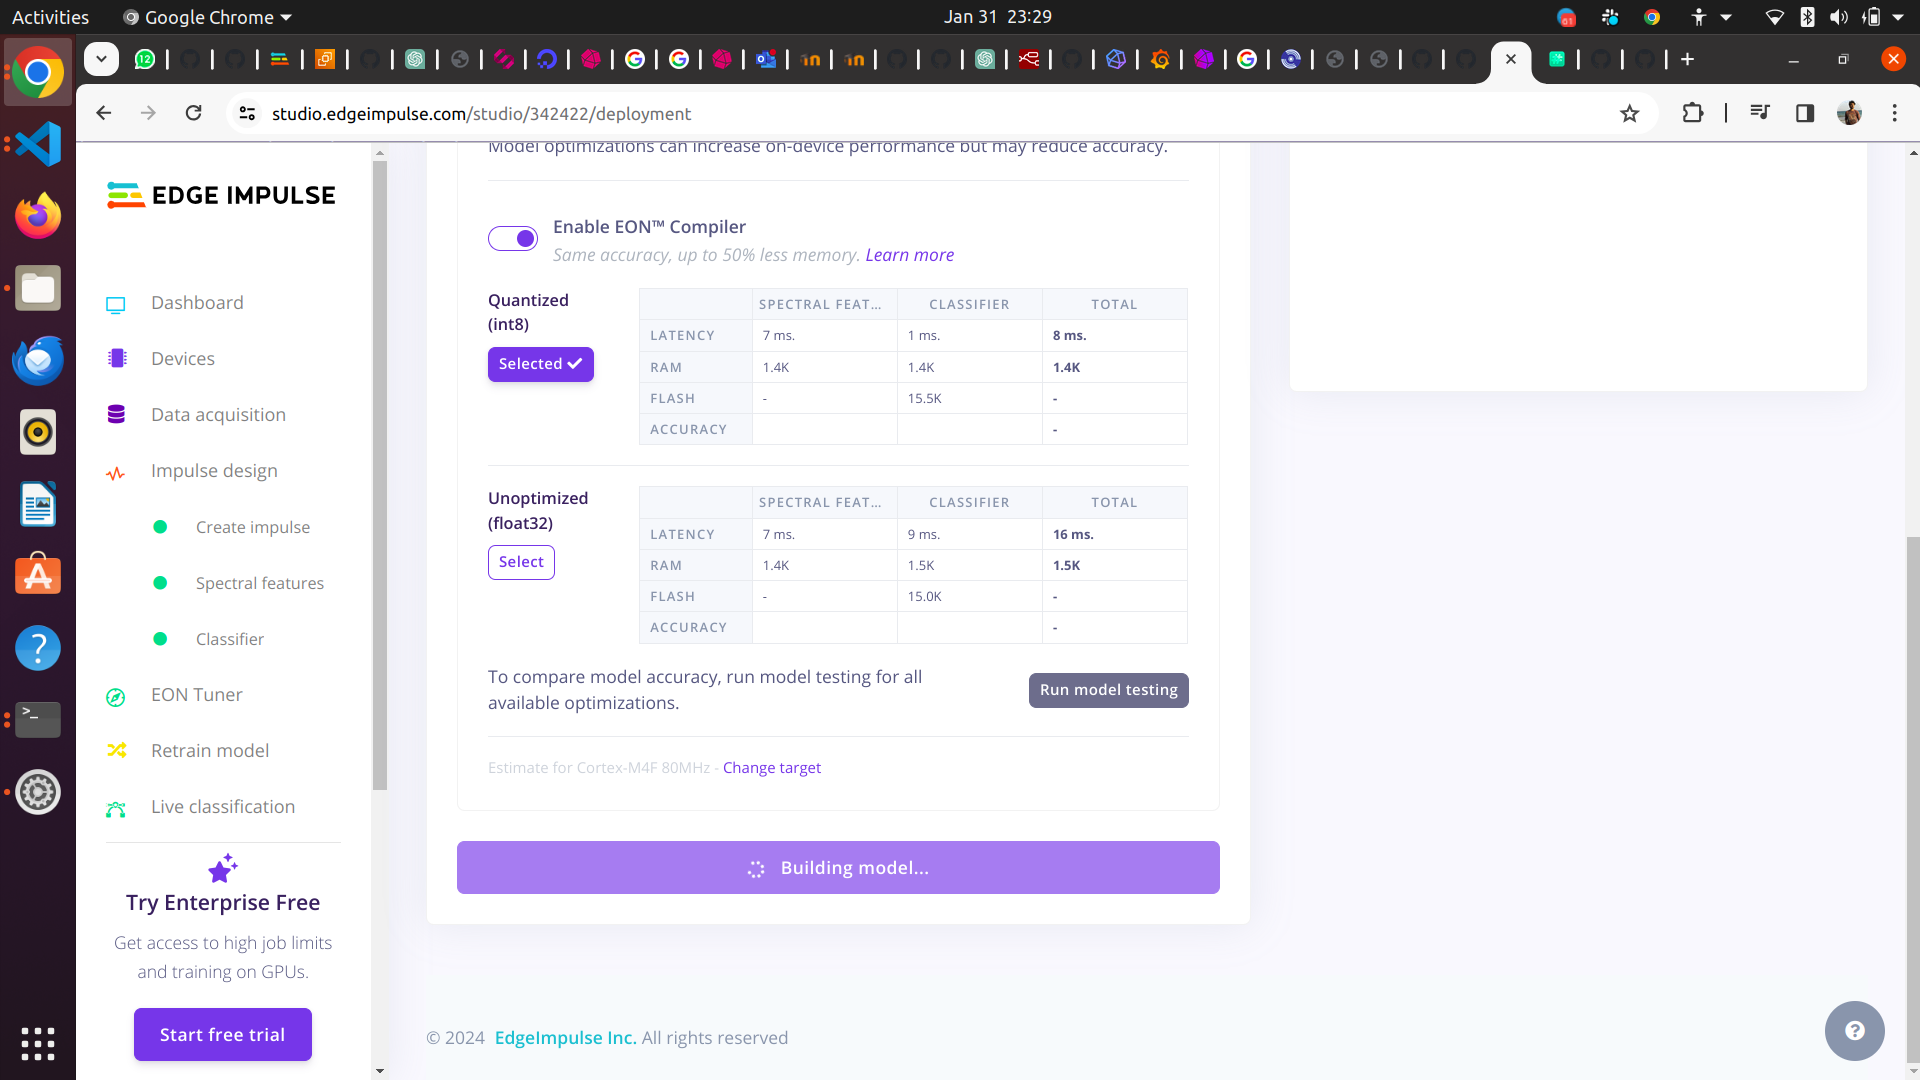 Activities
Google Chrome
Jan 31 23:29
61
12
in
in
studio.edgeimpulse.com/studio/342422/deployment
EDGE IMPULSE
Dashboard
Devices
Data acquisition
Impulse design
Create impulse
Spectral features
Classifier
EON Tuner
Retrain model
Live classification
Try Enterprise Free
Get access to high job limits
and training on GPUs.
Start free trial
Model optimizations can increase on-device performance but may reduce accuracy.
Enable EON™ Compiler
Same accuracy, up to 50% less memory. Learn more
Quantized
(int8)
Selected ✓
SPECTRAL FEAT... CLASSIFIER TOTAL
LATENCY 7 ms. 1 ms. 8 ms.
RAM 1.4K 1.4K 1.4K
FLASH - 15.5K -
ACCURACY -
Unoptimized
(float32)
Select
SPECTRAL FEAT... CLASSIFIER TOTAL
LATENCY 7 ms. 9 ms. 16 ms.
RAM 1.4K 1.5K 1.5K
FLASH - 15.0K -
ACCURACY -
To compare model accuracy, run model testing for all
available optimizations.
Run model testing
Estimate for Cortex-M4F 80MHz - Change target
Building model...
© 2024 EdgeImpulse Inc. All rights reserved